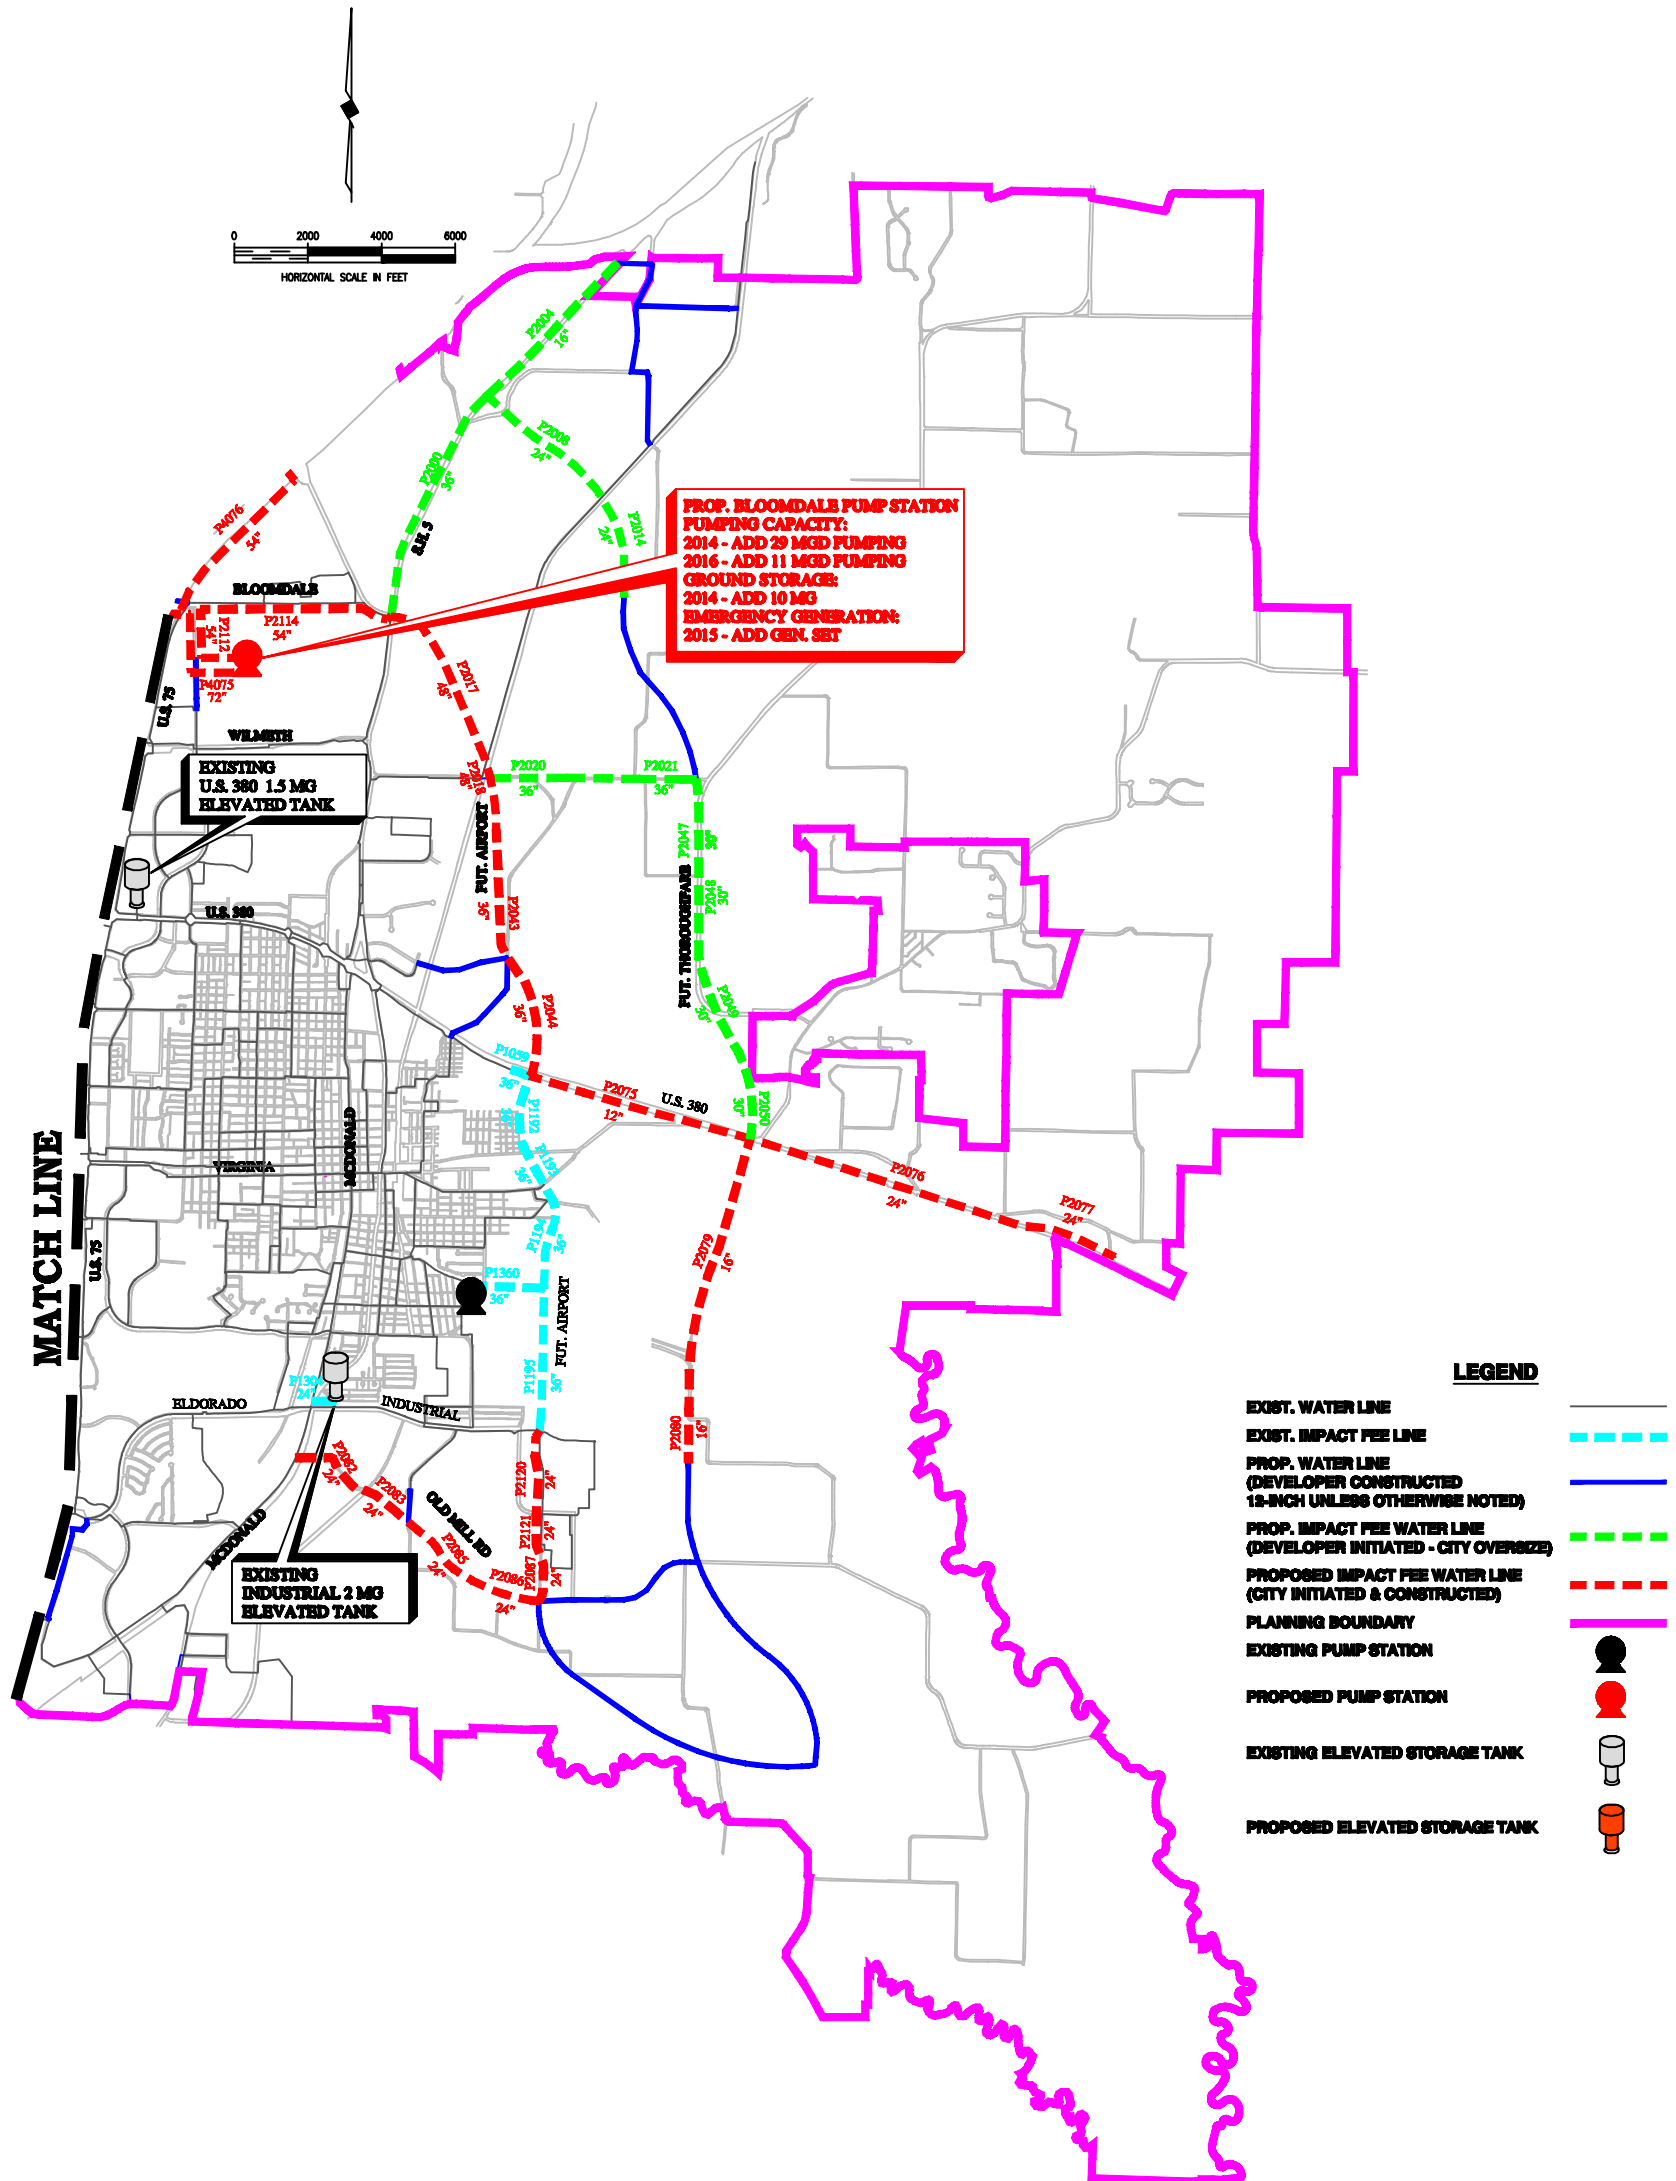 0 2000 4000 6000
HORIZONTAL SCALE IN FEET
P2004
16"
P2008
24"
P2000
36"
S.H. 5
P2014
24"
P4076
54"
PROP. BLOOMDALE PUMP STATION
PUMPING CAPACITY:
2014 - ADD 29 MGD PUMPING
2016 - ADD 11 MGD PUMPING
GROUND STORAGE:
2014 - ADD 10 MG
EMERGENCY GENERATION:
2015 - ADD GEN. SET
BLOOMDALE
P2114
54"
P2112
54"
P4075
72"
U.S. 75
P2017
48"
WILMETH
EXISTING
U.S. 380 1.5 MG
ELEVATED TANK
P2018
48"
P2020
36"
P2021
36"
FUT. AIRPORT
P2047
30"
P2048
30"
FUT. THOROUGHFARE
P2043
36"
U.S. 380
P2044
36"
P2049
30"
P1059
36"
P2075
12"
U.S. 380
P2050
30"
P1192
36"
P1193
36"
MCDONALD
VIRGINIA
MATCH LINE
U.S. 75
P2076
24"
P2077
24"
P1194
36"
P2079
16"
P1360
36"
FUT. AIRPORT
P1195
36"
P1304
24"
ELDORADO
INDUSTRIAL
P2080
16"
P2082
24"
P2083
24"
OLD MILL RD
P2085
24"
P2086
24"
P2120
24"
P2121
24"
P2087
24"
MCDONALD
EXISTING
INDUSTRIAL 2 MG
ELEVATED TANK
LEGEND
EXIST. WATER LINE
EXIST. IMPACT FEE LINE
PROP. WATER LINE
(DEVELOPER CONSTRUCTED
12-INCH UNLESS OTHERWISE NOTED)
PROP. IMPACT FEE WATER LINE
(DEVELOPER INITIATED - CITY OVERSIZE)
PROPOSED IMPACT FEE WATER LINE
(CITY INITIATED & CONSTRUCTED)
PLANNING BOUNDARY
EXISTING PUMP STATION
PROPOSED PUMP STATION
EXISTING ELEVATED STORAGE TANK
PROPOSED ELEVATED STORAGE TANK